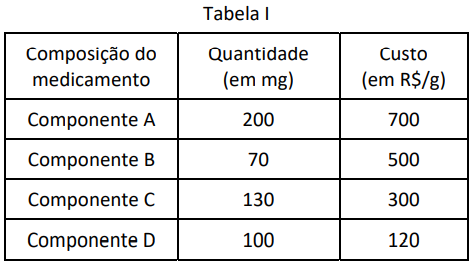 Tabela I
Composição do Quantidade Custo
medicamento (em mg) (em R$/g)
Componente A 200 700
Componente B 70 500
Componente C 130 300
Componente D 100 120